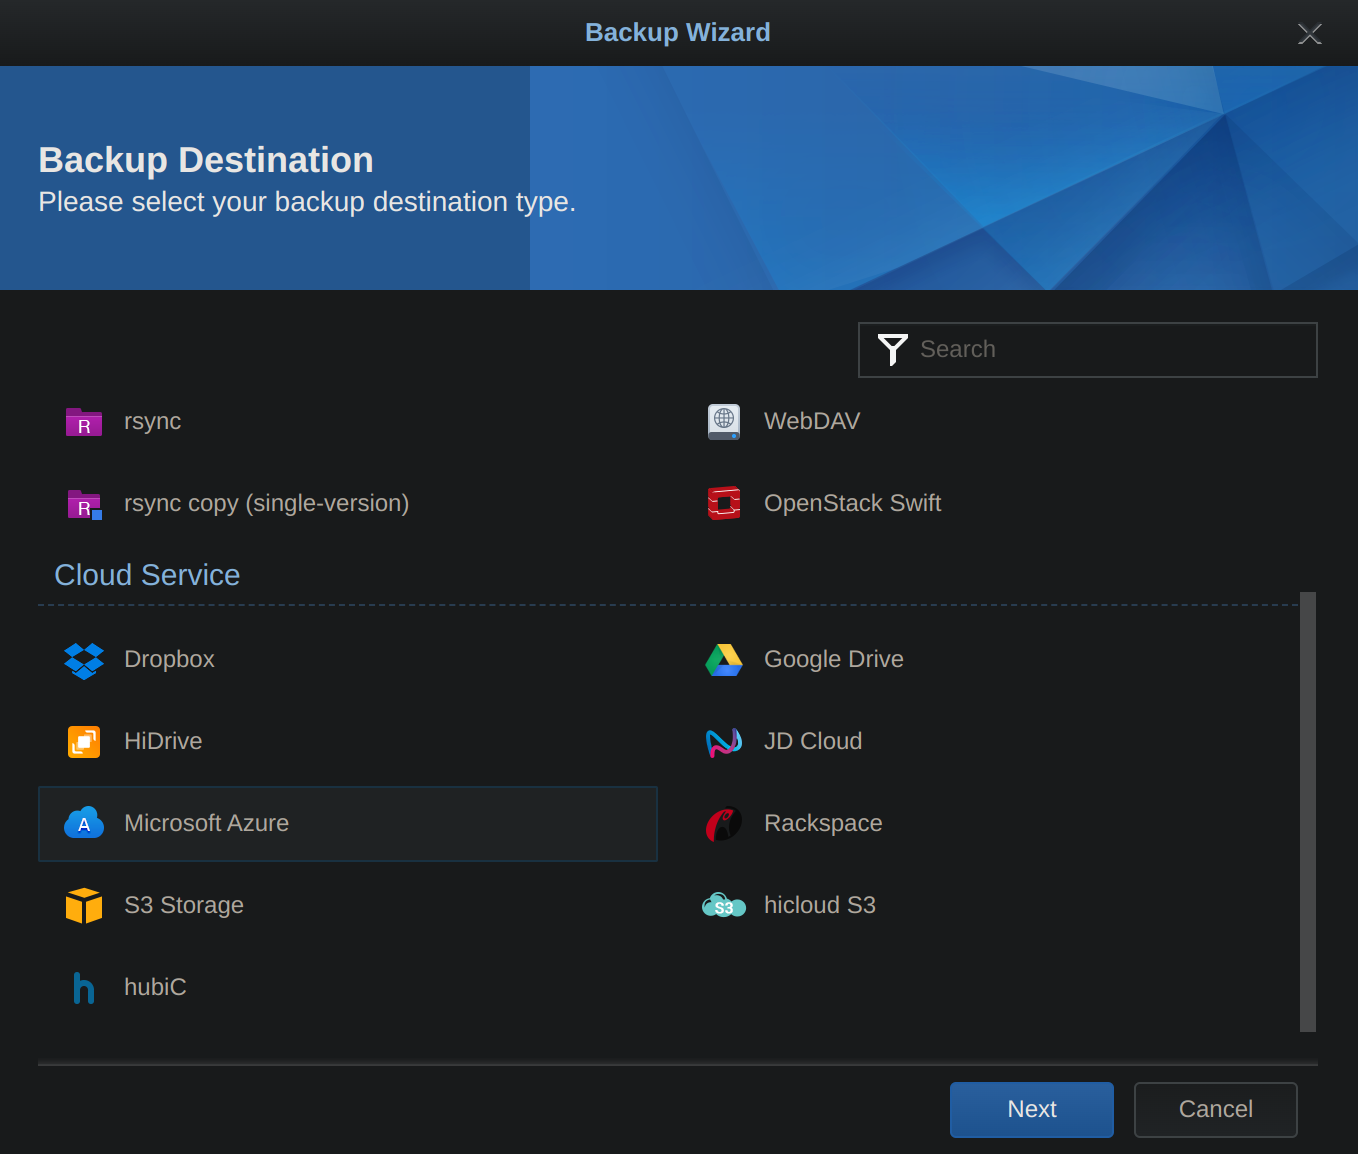 Backup Wizard
Backup Destination
Please select your backup destination type.
Search
R rsync
WebDAV
R rsync copy (single-version)
OpenStack Swift
Cloud Service
Dropbox
Google Drive
HiDrive
JD Cloud
A Microsoft Azure
Rackspace
S3 Storage
S3 hicloud S3
h hubiC
Next
Cancel